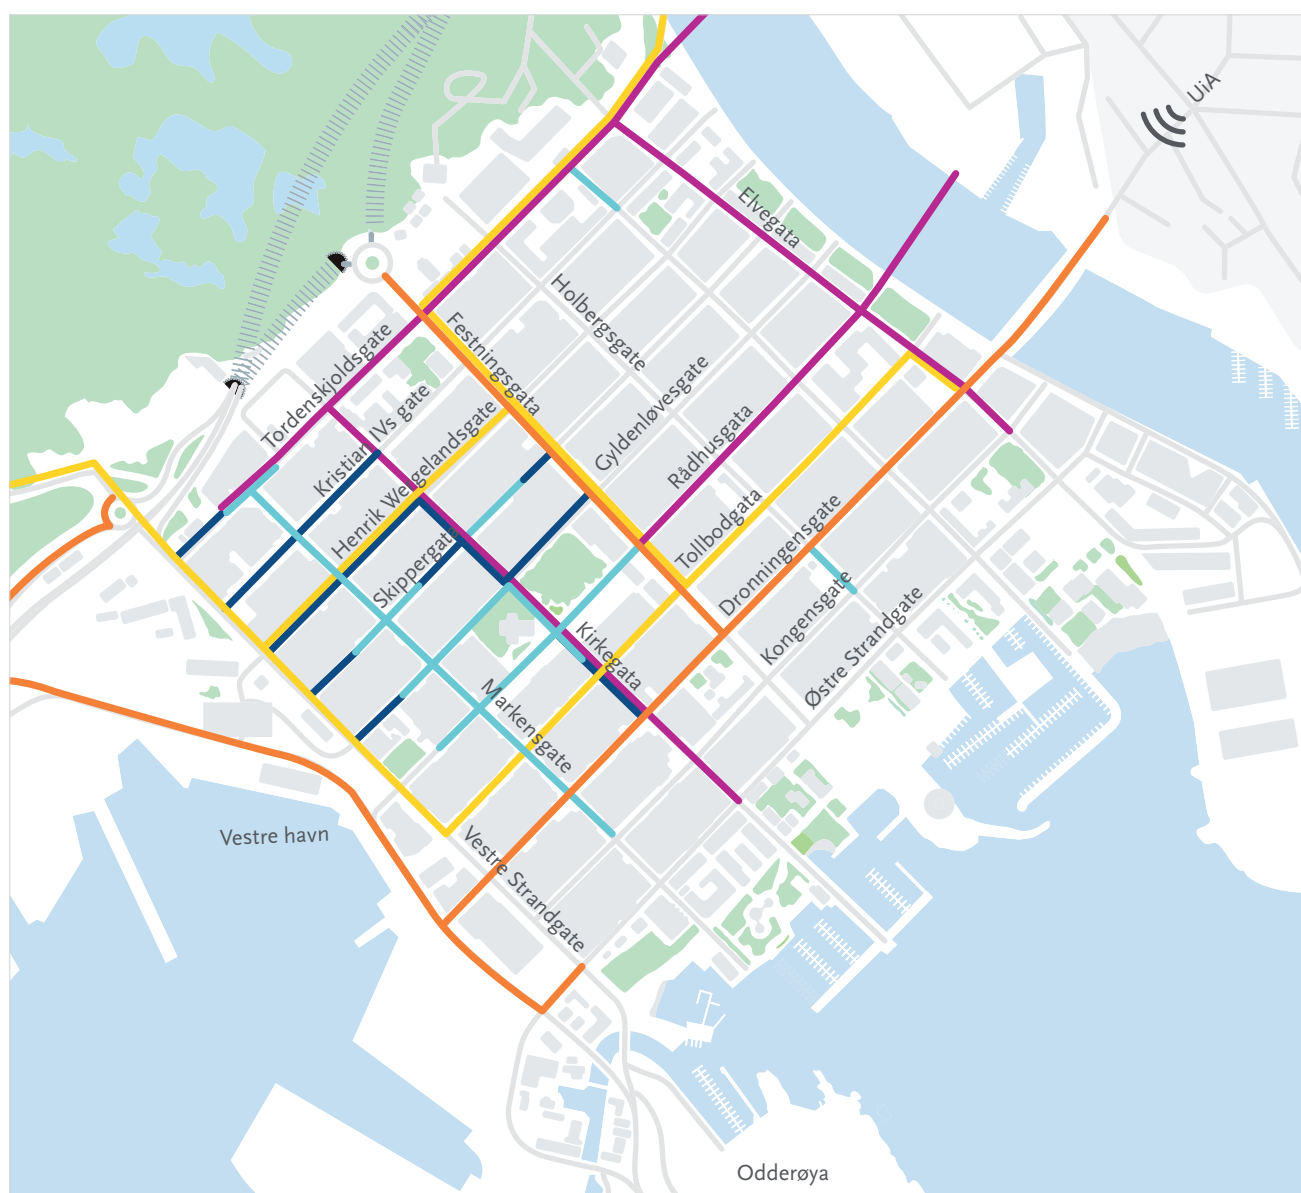 UiA
Elvegata
Holbergsgate
Festningsgata
Tordenskjoldsgate
Kristian IVs gate
Gyldenløvesgate
Henrik Wergelandsgate
Rådhusgata
Skippergata
Tollbodgata
Dronningensgate
Kongensgate
Østre Strandgate
Kirkegata
Markensgate
Vestre havn
Vestre Strandgate
Odderøya